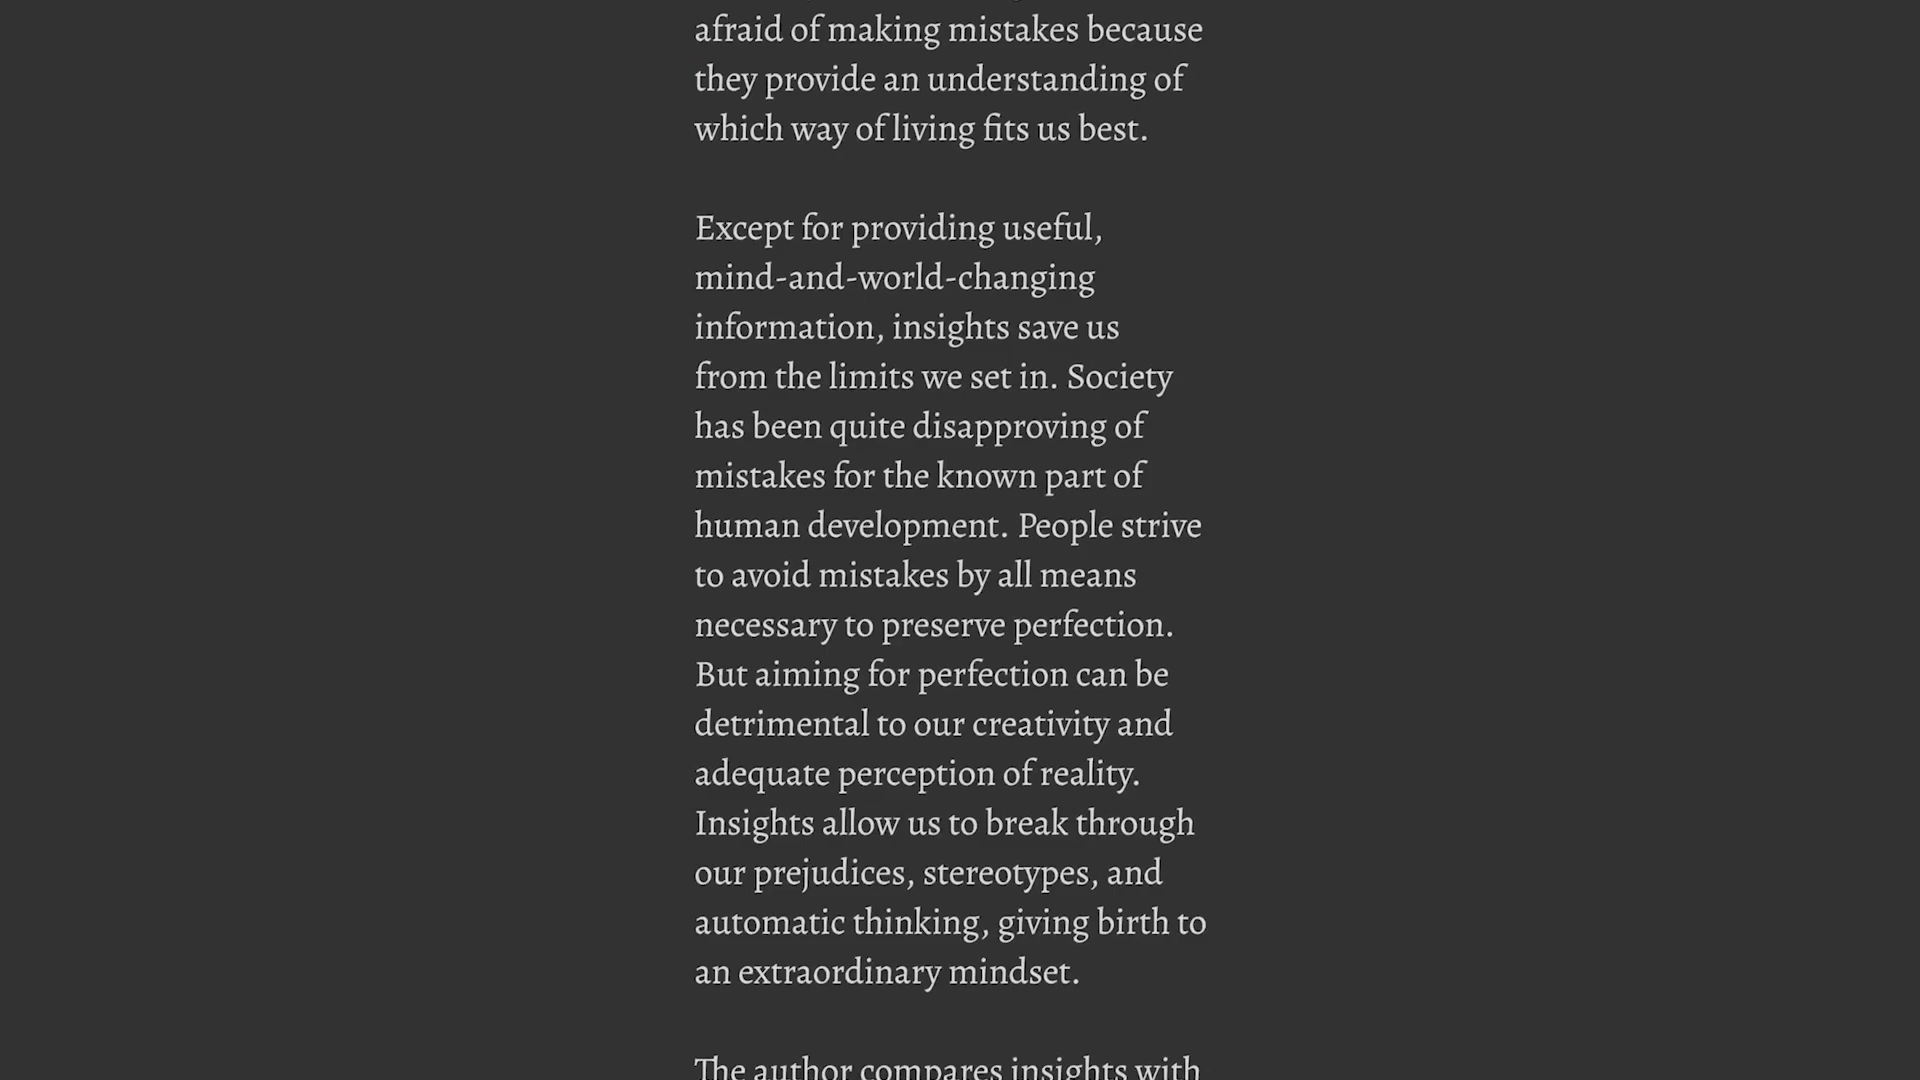 afraid of making mistakes because
they provide an understanding of
which way of living fits us best.
Except for providing useful,
mind-and-world-changing
information, insights save us
from the limits we set in. Society
has been quite disapproving of
mistakes for the known part of
human development. People strive
to avoid mistakes by all means
necessary to preserve perfection.
But aiming for perfection can be
detrimental to our creativity and
adequate perception of reality.
Insights allow us to break through
our prejudices, stereotypes, and
automatic thinking, giving birth to
an extraordinary mindset.
The author compares insights with